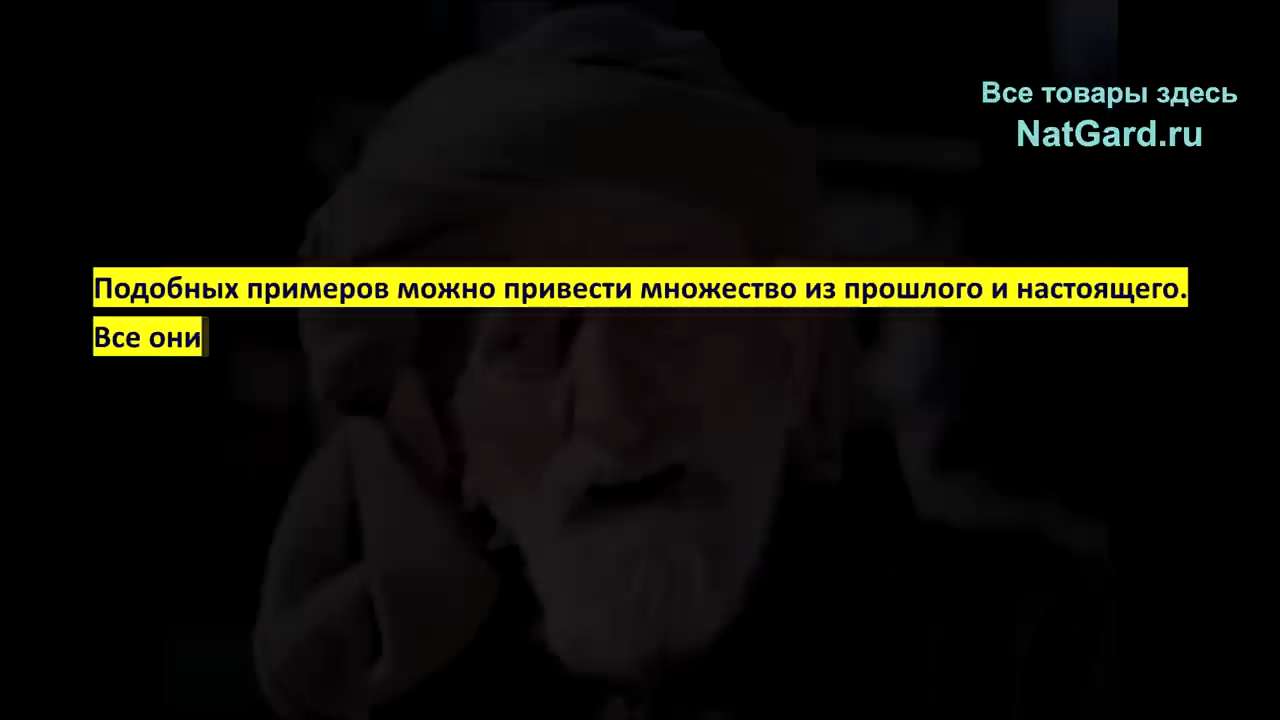 Все товары здесь
NatGard.ru
Подобных примеров можно привести множество из прошлого и настоящего.
Все они